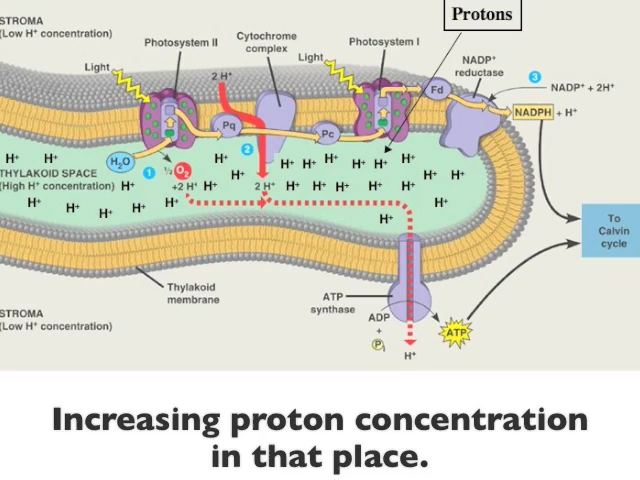 Protons
STROMA
(Low H⁺ concentration)
Photosystem II
Cytochrome
complex
Photosystem I
Light
Light
2 H⁺
NADP⁺
reductase
Fd
3
NADP⁺ + 2H⁺
NADPH + H⁺
Pq
2
Pc
H⁺ H⁺
H₂O
1
½ O₂
H⁺ H⁺ H⁺ H⁺ H⁺ H⁺ H⁺
THYLAKOID SPACE
(High H⁺ concentration)
H⁺ H⁺ H⁺
H⁺ +2 H⁺ H⁺ 2 H⁺ H⁺ H⁺ H⁺ H⁺ H⁺
H⁺ H⁺ H⁺ H⁺ H⁺
H⁺
To
Calvin
cycle
Thylakoid
membrane
ATP
synthase
ADP
+
P i
ATP
STROMA
(Low H⁺ concentration)
H⁺
Increasing proton concentration
in that place.